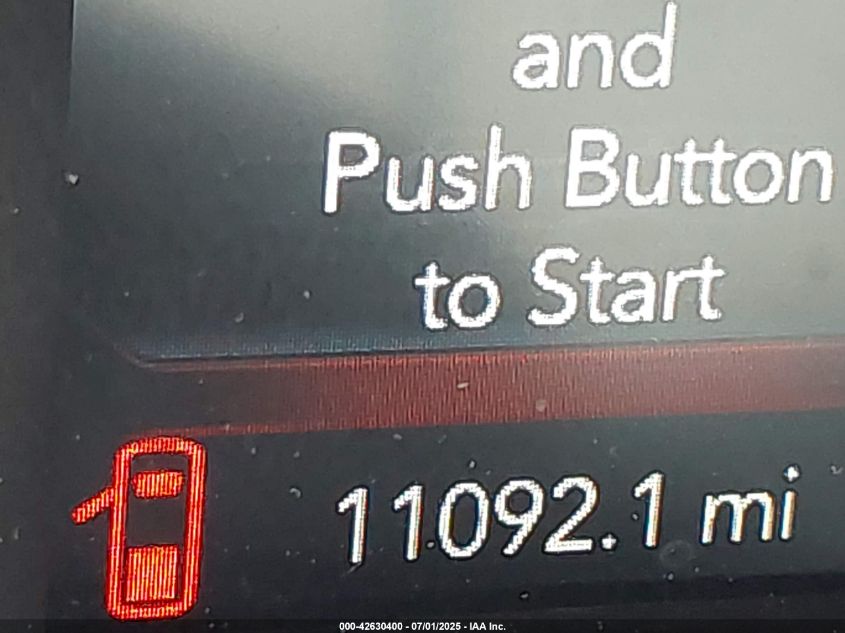 and
Push Button
to Start
11092.1 mi
000-42630400 - 07/01/2025 - IAA Inc.